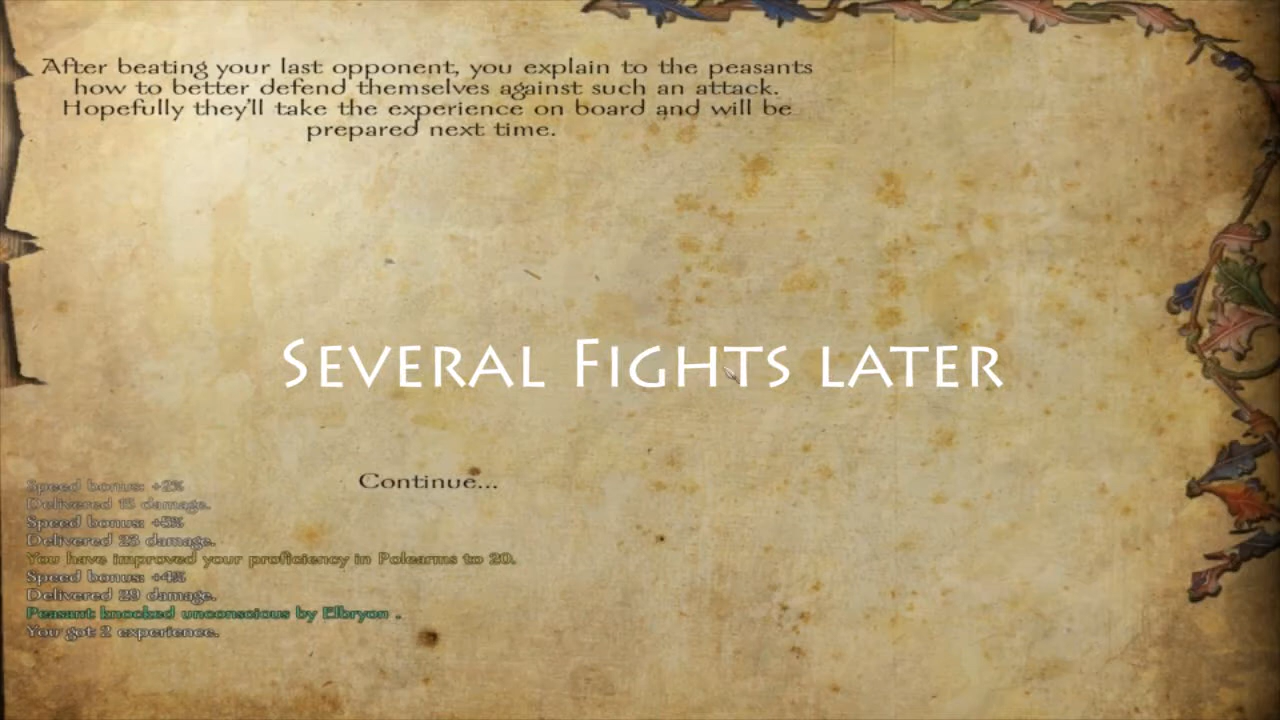 After beating your last opponent, you explain to the peasants
how to better defend themselves against such an attack.
Hopefully they'll take the experience on board and will be
prepared next time.
Several Fights later
Continue...
Speed bonus: +2%
Delivered 15 damage.
Speed bonus: +5%
Delivered 23 damage.
You have improved your proficiency in Polearms to 20.
Speed bonus: +4%
Delivered 29 damage.
Peasant knocked unconscious by Elbryon .
You got 2 experience.